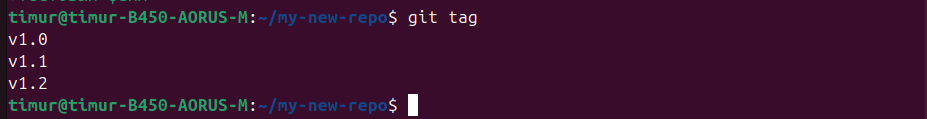 timur@timur-B450-AORUS-M:~/my-new-repo$ git tag
v1.0
v1.1
v1.2
timur@timur-B450-AORUS-M:~/my-new-repo$